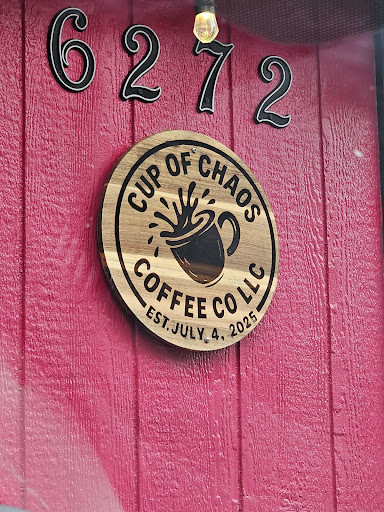 6272
CUP OF CHAOS
COFFEE CO LLC
EST. JULY 4, 2025